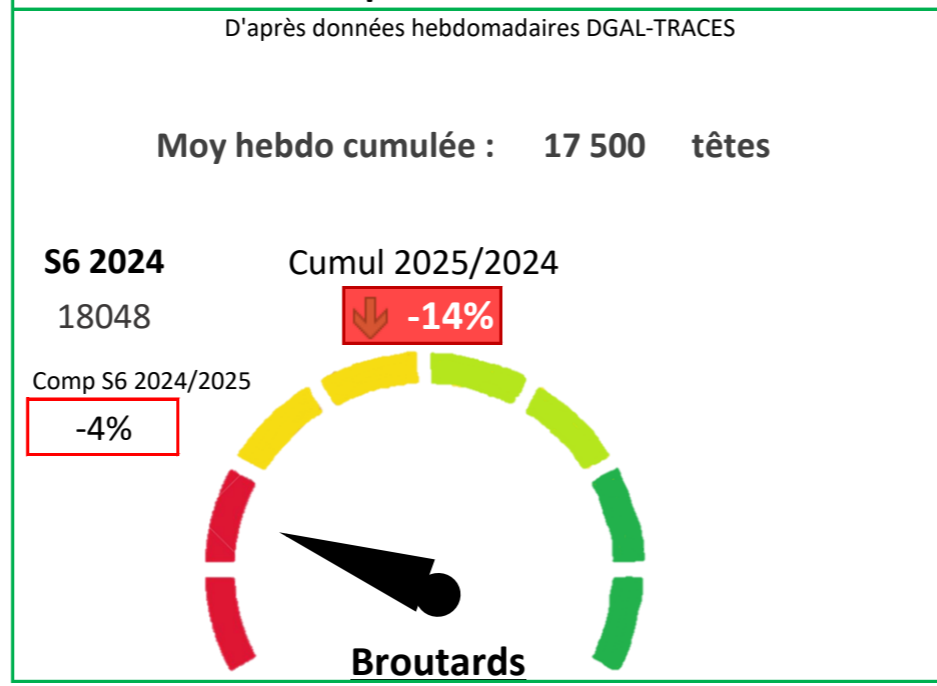 D'après données hebdomadaires DGAL-TRACES
Moy hebdo cumulée : 17 500 têtes
S6 2024 Cumul 2025/2024
18048 -14%
Comp S6 2024/2025
-4%
Broutards